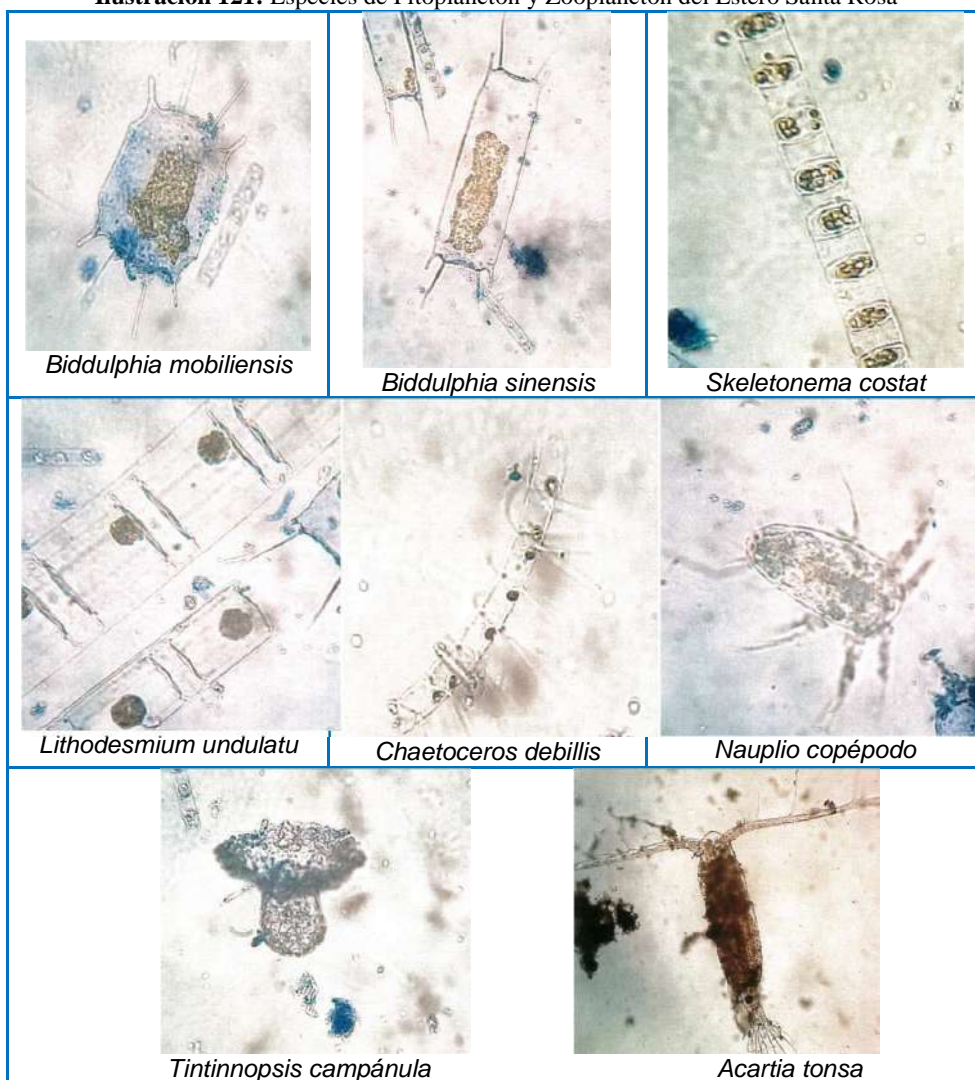 Ilustración 121: Especies de Fitoplancton y Zooplancton del Estero Santa Rosa
Biddulphia mobiliensis
Biddulphia sinensis
Skeletonema costat
Lithodesmium undulatu
Chaetoceros debillis
Nauplio copépodo
Tintinnopsis campánula
Acartia tonsa